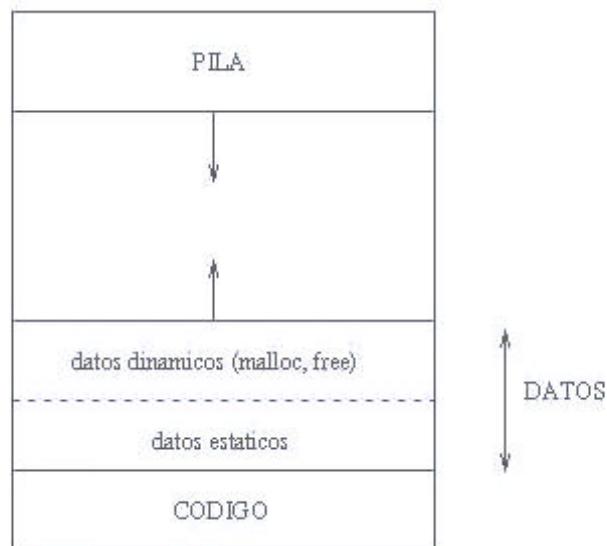 PILA
datos dinamicos (malloc, free)
DATOS
datos estaticos
CODIGO